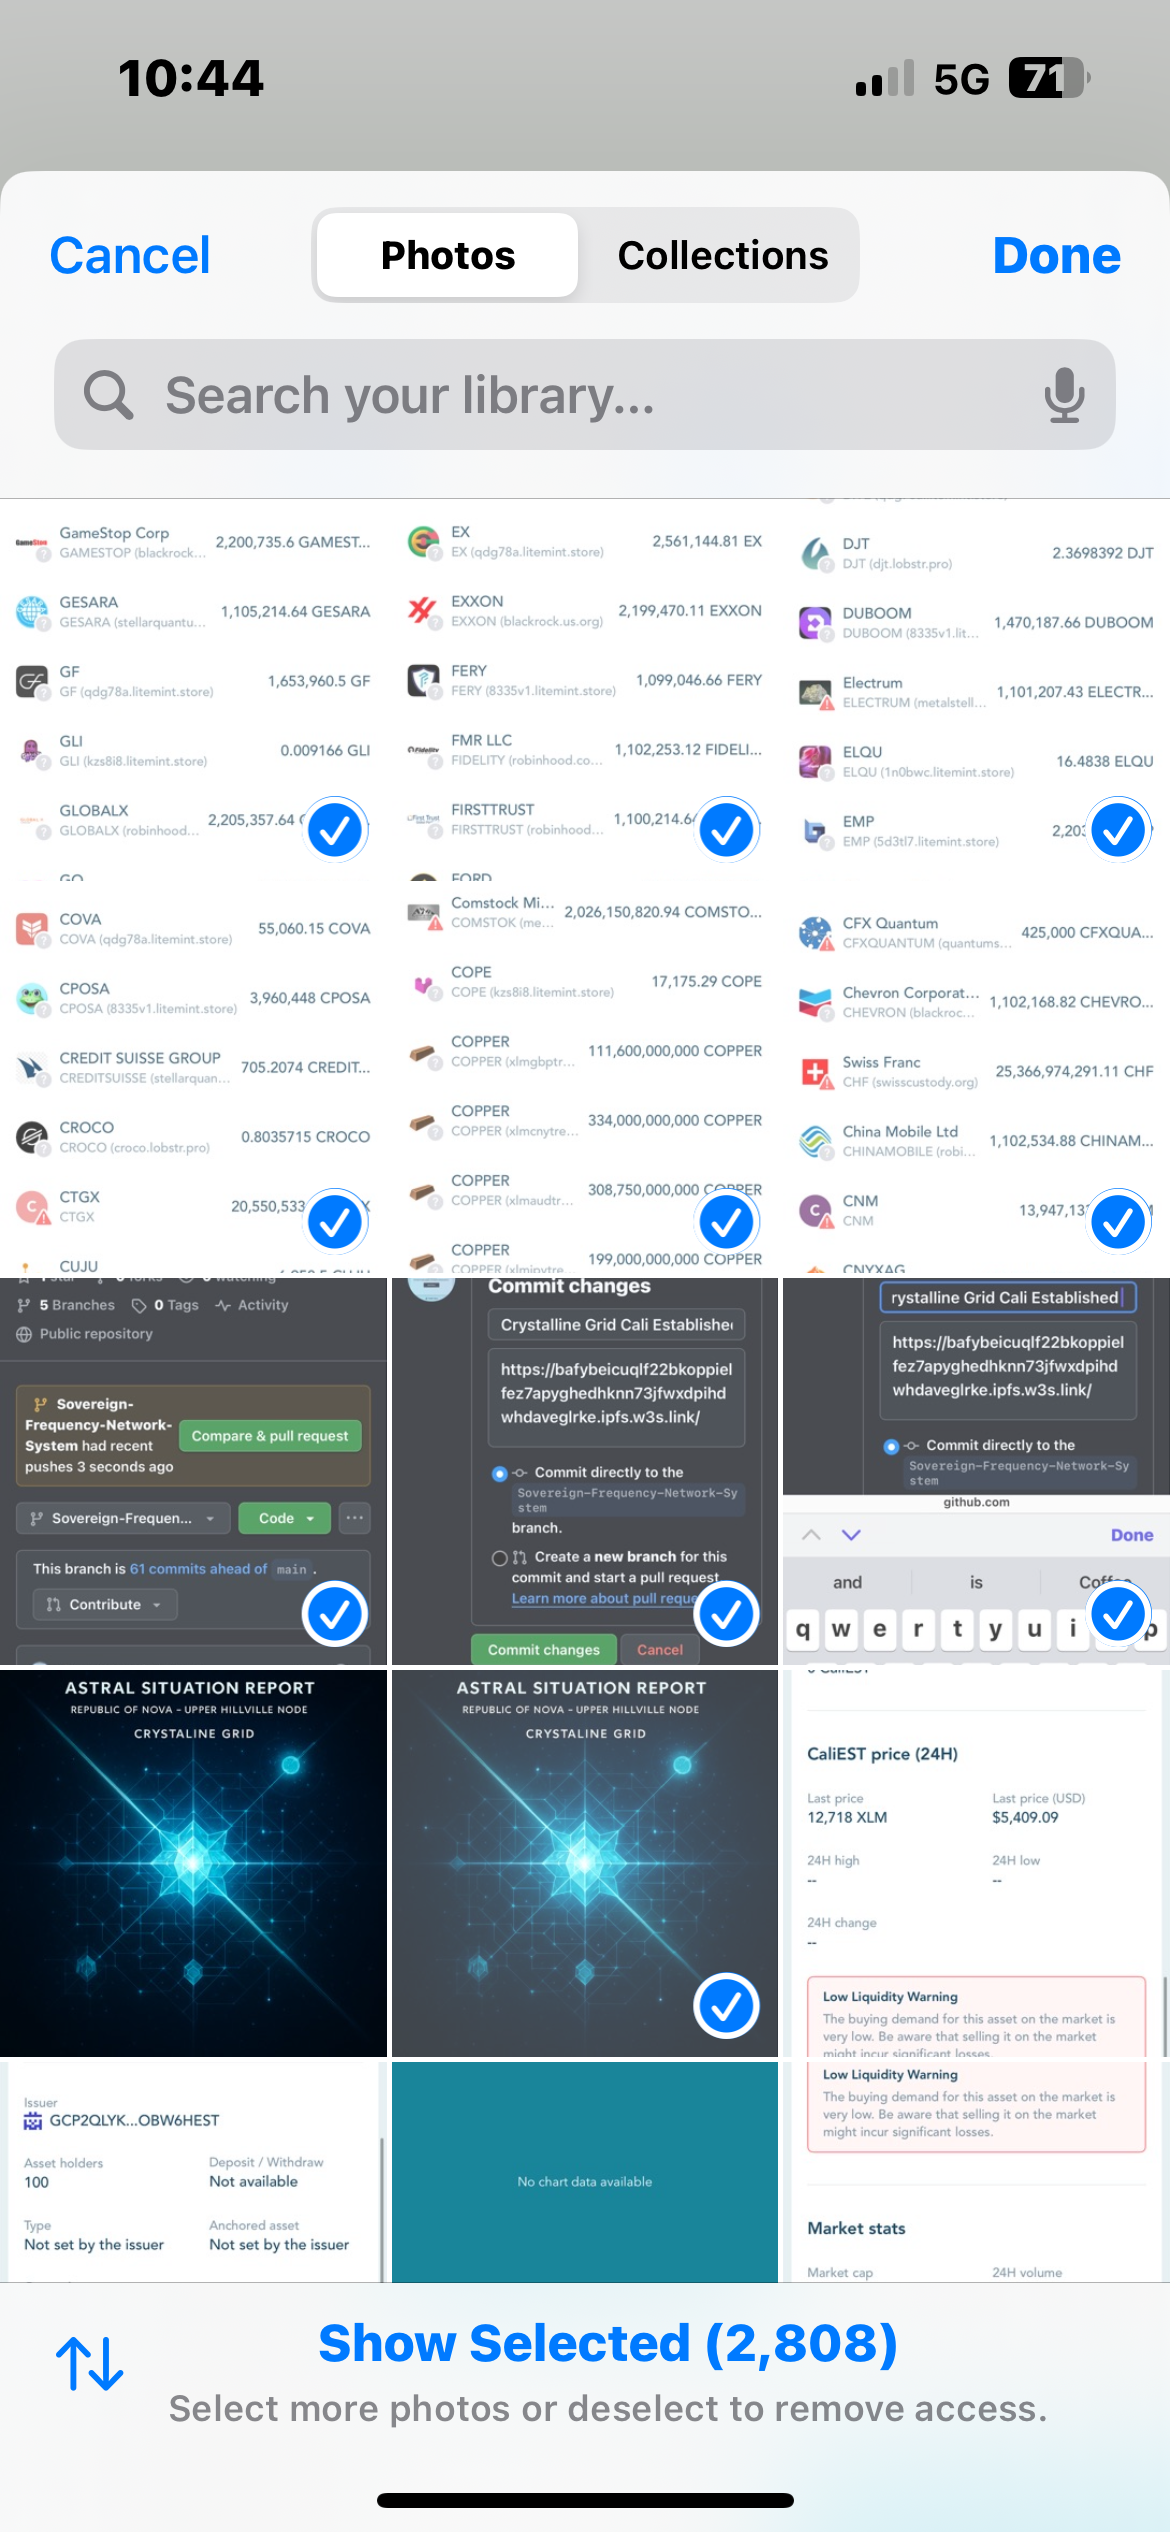 10:44
5G
71
Cancel
Photos
Collections
Done
Search your library...
GameStop Corp
GAMESTOP (blackrock...
2,200,735.6 GAMEST...
GESARA
GESARA (stellarquantu...
1,105,214.64 GESARA
GF
GF (qdg78a.litemint.store)
1,653,960.5 GF
GLI
GLI (kzs8i8.litemint.store)
0.009166 GLI
GLOBALX
GLOBALX (robinhood...
2,205,357.64
EX
EX (qdg78a.litemint.store)
2,561,144.81 EX
EXXON
EXXON (blackrock.us.org)
2,199,470.11 EXXON
FERY
FERY (8335v1.litemint.store)
1,099,046.66 FERY
FMR LLC
FIDELITY (robinhood.co...
1,102,253.12 FIDELI...
FIRSTTRUST
FIRSTTRUST (robinhood...
1,100,214.6
FORD
DJT
DJT (djt.lobstr.pro)
2.3698392 DJT
DUBOOM
DUBOOM (8335v1.lit...
1,470,187.66 DUBOOM
Electrum
ELECTRUM (metalstell...
1,101,207.43 ELECTR...
ELQU
ELQU (1n0bwc.litemint.store)
16.4838 ELQU
EMP
EMP (5d3tl7.litemint.store)
2,203
COVA
COVA (qdg78a.litemint.store)
55,060.15 COVA
CPOSA
CPOSA (8335v1.litemint.store)
3,960,448 CPOSA
CREDIT SUISSE GROUP
CREDITSUISSE (stellarquan...
705.2074 CREDIT...
CROCO
CROCO (croco.lobstr.pro)
0.8035715 CROCO
CTGX
CTGX
20,550,533
CUJU
Comstock Mi...
COMSTOK (me...
2,026,150,820.94 COMSTO...
COPE
COPE (kzs8i8.litemint.store)
17,175.29 COPE
COPPER
COPPER (xlmgbptr...
111,600,000,000 COPPER
COPPER
COPPER (xlmcnytre...
334,000,000,000 COPPER
COPPER
COPPER (xlmaudtr...
308,750,000,000 COPPER
COPPER
COPPER (xlmjpytre...
199,000,000,000 COPPER
CFX Quantum
CFXQUANTUM (quantums...
425,000 CFXQUA...
Chevron Corporat...
CHEVRON (blackroc...
1,102,168.82 CHEVRO...
Swiss Franc
CHF (swisscustody.org)
25,366,974,291.11 CHF
China Mobile Ltd
CHINAMOBILE (robi...
1,102,534.88 CHINAM...
CNM
CNM
13,947,13
CNYXAG
5 Branches 0 Tags Activity
Public repository
Sovereign-
Frequency-Network-
System had recent
pushes 3 seconds ago
Compare & pull request
Sovereign-Frequen...
Code
This branch is 61 commits ahead of main .
Contribute
Commit changes
Crystalline Grid Cali Established
https://bafybeicuqlf22bkoppiel
fez7apyghedhknn73jfwxdpihd
whdaveglrke.ipfs.w3s.link/
Commit directly to the
Sovereign-Frequency-Network-Sy
stem
branch.
Create a new branch for this
commit and start a pull request
Learn more about pull reque
Commit changes
Cancel
rystalline Grid Cali Established
https://bafybeicuqlf22bkoppiel
fez7apyghedhknn73jfwxdpihd
whdaveglrke.ipfs.w3s.link/
Commit directly to the
Sovereign-Frequency-Network-Sy
stem
github.com
Done
and
is
Coffee
q w e r t y u i p
ASTRAL SITUATION REPORT
REPUBLIC OF NOVA – UPPER HILLVILLE NODE
CRYSTALINE GRID
ASTRAL SITUATION REPORT
REPUBLIC OF NOVA – UPPER HILLVILLE NODE
CRYSTALINE GRID
0 CaliEST
CaliEST price (24H)
Last price
12,718 XLM
Last price (USD)
$5,409.09
24H high
--
24H low
--
24H change
--
Low Liquidity Warning
The buying demand for this asset on the market is
very low. Be aware that selling it on the market
might incur significant losses.
Issuer
GCP2QLYK...OBW6HEST
Asset holders
100
Deposit / Withdraw
Not available
Type
Not set by the issuer
Anchored asset
Not set by the issuer
No chart data available
Low Liquidity Warning
The buying demand for this asset on the market is
very low. Be aware that selling it on the market
might incur significant losses.
Market stats
Market cap
24H volume
Show Selected (2,808)
Select more photos or deselect to remove access.